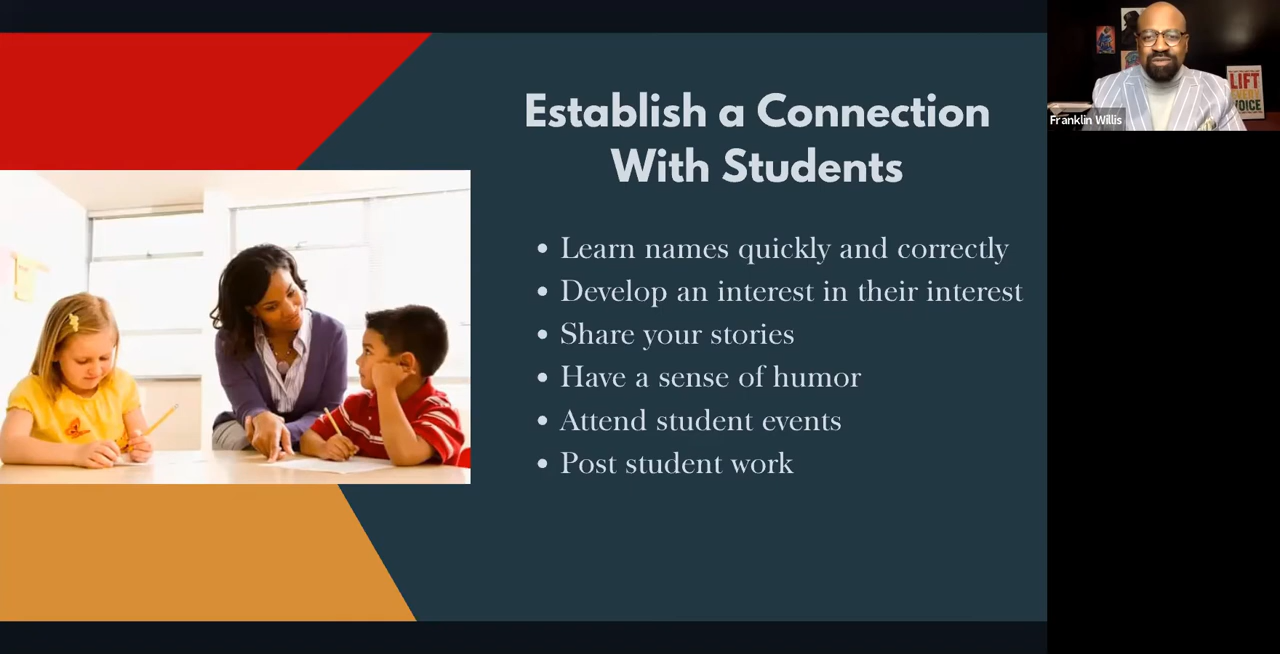 Establish a Connection
With Students
• Learn names quickly and correctly
• Develop an interest in their interest
• Share your stories
• Have a sense of humor
• Attend student events
• Post student work
LIFT
VOICE
Franklin Willis